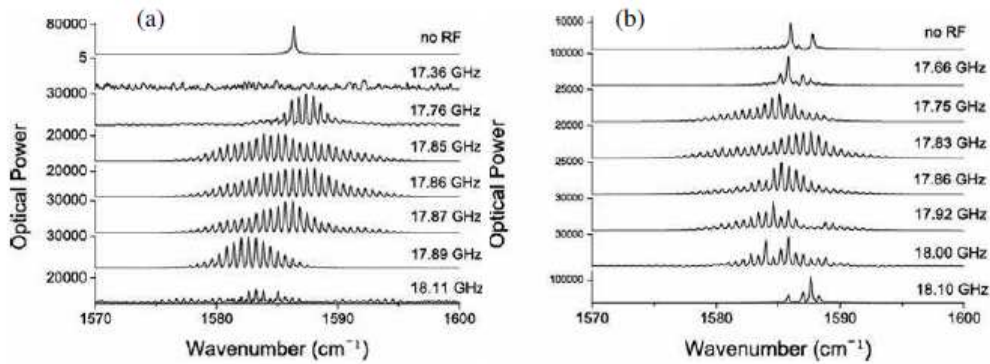 (a)
Optical Power
80000
no RF
5
17.36 GHz
30000
17.76 GHz
20000
17.85 GHz
20000
17.86 GHz
30000
17.87 GHz
30000
17.89 GHz
20000
18.11 GHz
1570 1580 1590 1600
Wavenumber (cm⁻¹)
(b)
Optical Power
10000
no RF
100000
17.66 GHz
25000
17.75 GHz
20000
17.83 GHz
25000
17.86 GHz
30000
17.92 GHz
18.00 GHz
100000
18.10 GHz
1570 1580 1590 1600
Wavenumber (cm⁻¹)